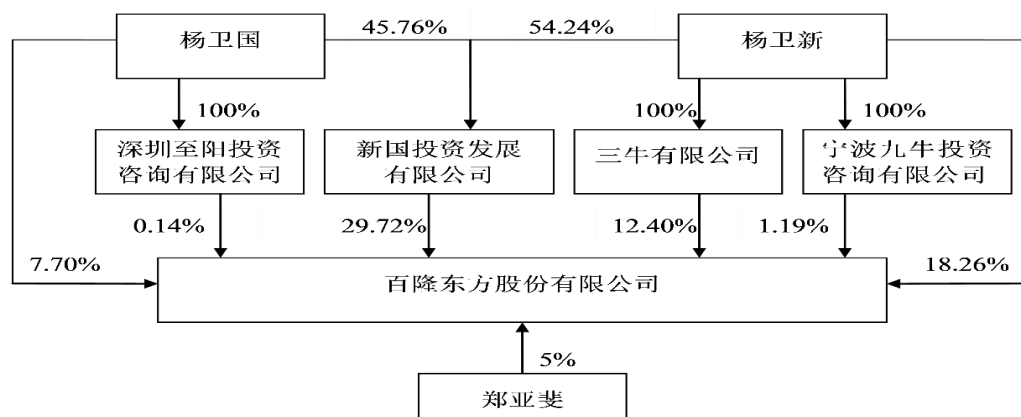 杨卫国
45.76%
54.24%
杨卫新
100%
100%
100%
深圳至阳投资
咨询有限公司
新国投资发展
有限公司
三牛有限公司
宁波九牛投资
咨询有限公司
0.14%
29.72%
12.40%
1.19%
7.70%
百隆东方股份有限公司
18.26%
5%
郑亚斐